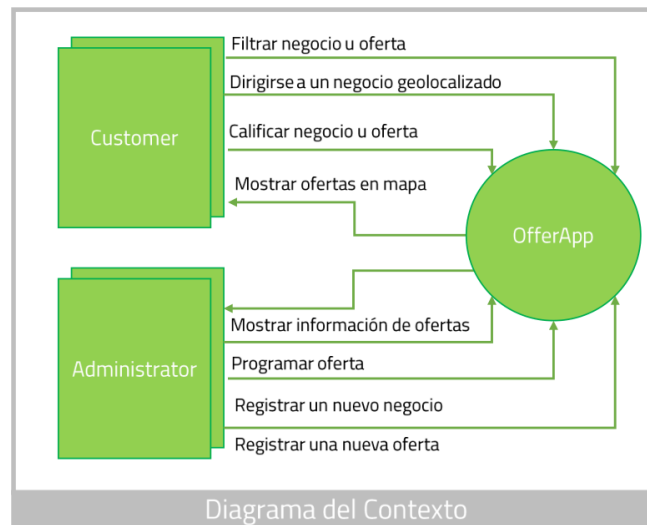 Filtrar negocio u oferta
Dirigirse a un negocio geolocalizado
Customer
Calificar negocio u oferta
Mostrar ofertas en mapa
OfferApp
Mostrar información de ofertas
Administrator
Programar oferta
Registrar un nuevo negocio
Registrar una nueva oferta
Diagrama del Contexto